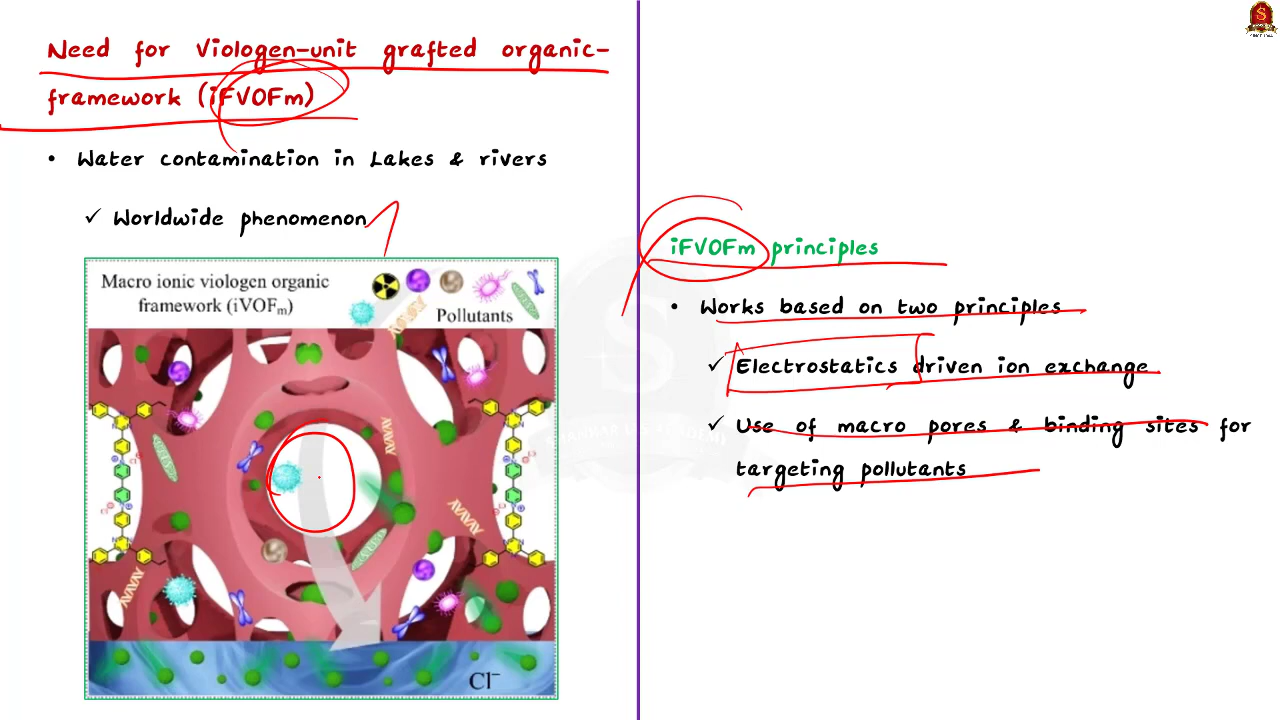 Need for Viologen-unit grafted organic-
framework (iFVOFm)
• Water contamination in Lakes & rivers
✓ Worldwide phenomenon
Macro ionic viologen organic
framework (iVOFm)
Pollutants
Cl⁻
iFVOFm principles
• Works based on two principles
✓ Electrostatics driven ion exchange
✓ Use of macro pores & binding sites for
targeting pollutants